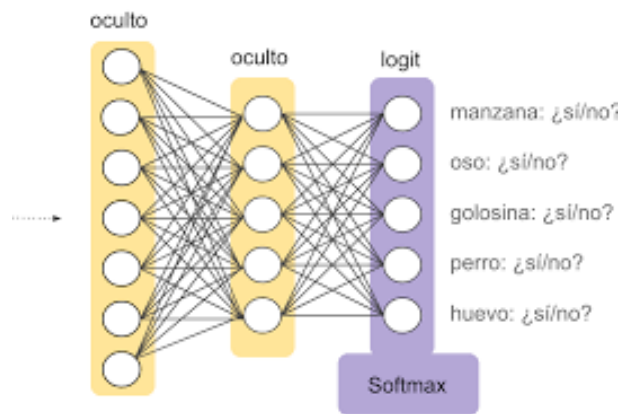 oculto
oculto
logit
manzana: ¿sí/no?
oso: ¿sí/no?
golosina: ¿sí/no?
perro: ¿sí/no?
huevo: ¿sí/no?
Softmax